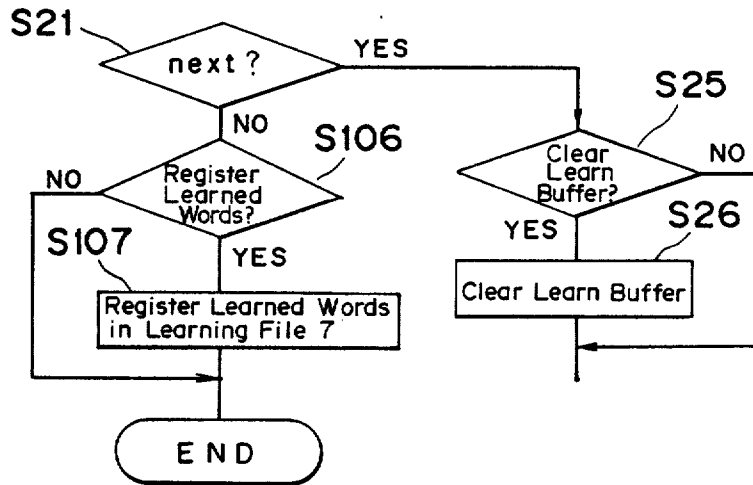 S21
next?
YES
NO
S106
Register
Learned
Words?
NO
YES
S107
Register Learned Words
in Learning File 7
END
S25
Clear
Learn
Buffer?
NO
YES
S26
Clear Learn Buffer